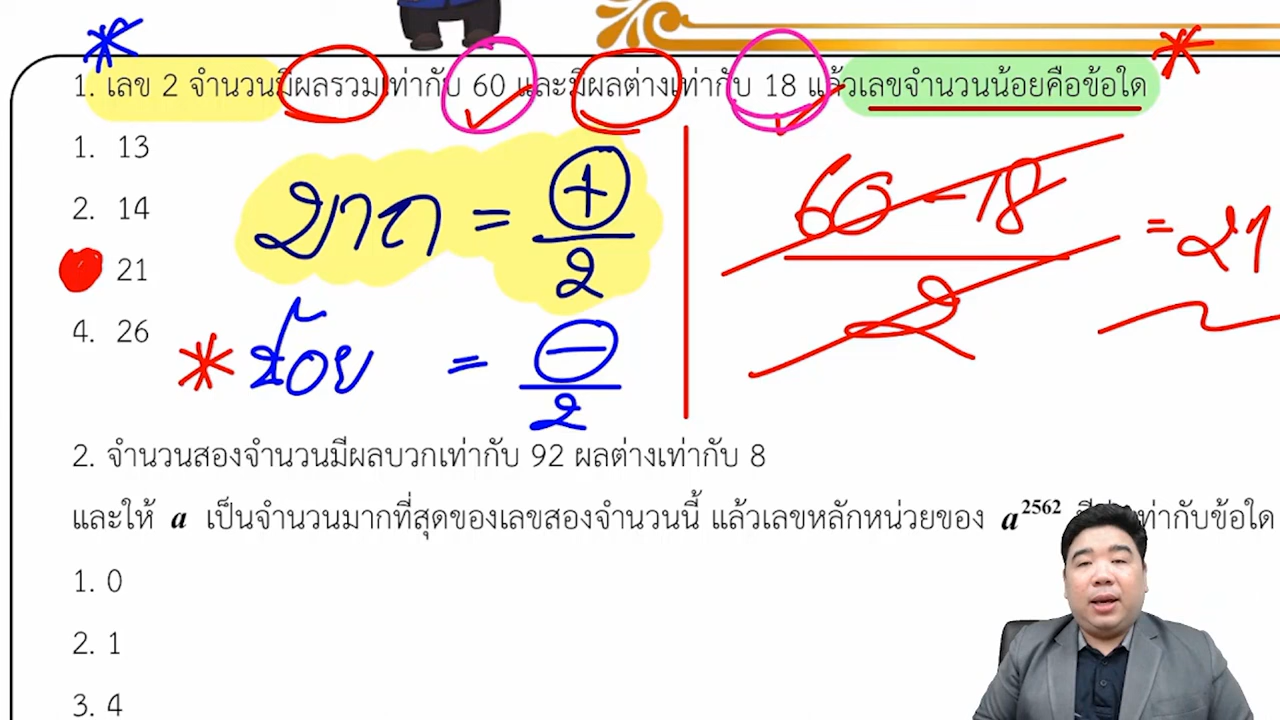 1. เลข 2 จำนวนมีผลรวมเท่ากับ 60 และมีผลต่างเท่ากับ 18 แล้วเลขจำนวนน้อยคือข้อใด
1. 13
2. 14
21
4. 26
มาก = + / 2
น้อย = - / 2
60 - 18 / 2 = 21
2. จำนวนสองจำนวนมีผลบวกเท่ากับ 92 ผลต่างเท่ากับ 8
และให้ a เป็นจำนวนมากที่สุดของเลขสองจำนวนนี้ แล้วเลขหลักหน่วยของ a²⁵⁶² เท่ากับข้อใด
1. 0
2. 1
3. 4